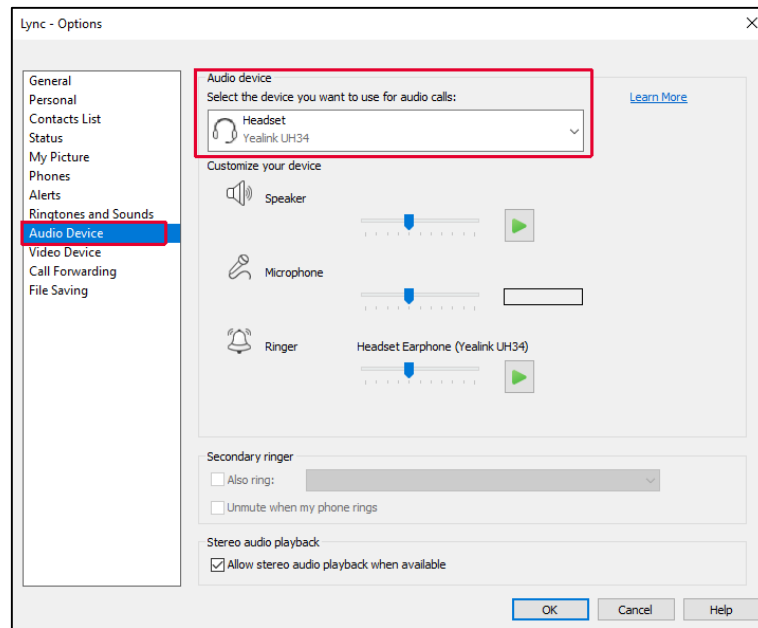 Lync - Options
General
Personal
Contacts List
Status
My Picture
Phones
Alerts
Ringtones and Sounds
Audio Device
Video Device
Call Forwarding
File Saving
Audio device
Select the device you want to use for audio calls:
Learn More
Headset
Yealink UH34
Customize your device
Speaker
Microphone
Ringer
Headset Earphone (Yealink UH34)
Secondary ringer
Also ring:
Unmute when my phone rings
Stereo audio playback
Allow stereo audio playback when available
OK
Cancel
Help